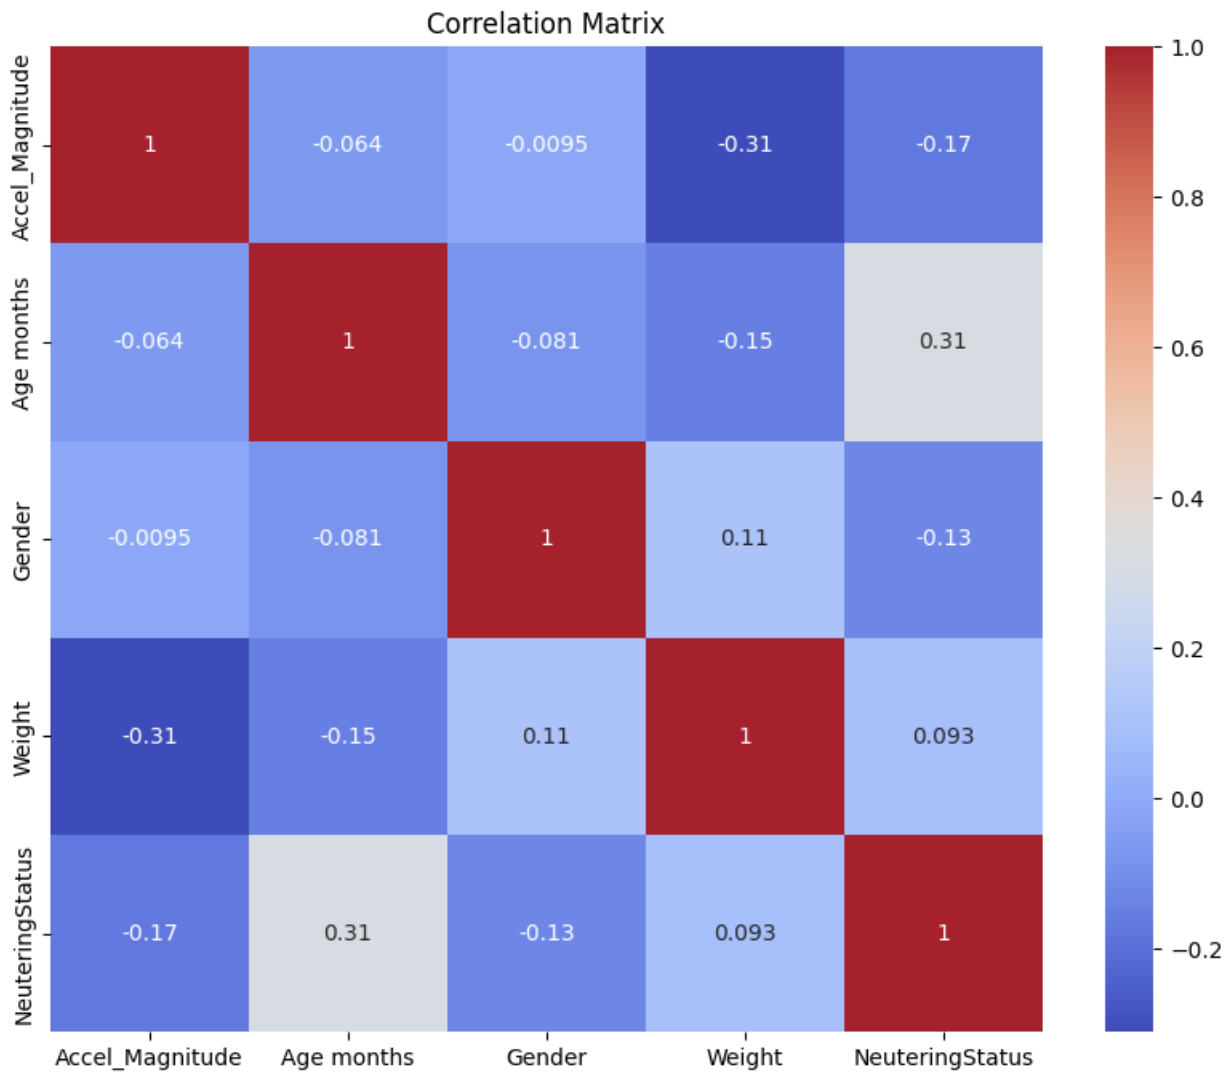 Correlation Matrix
Accel_Magnitude
1
-0.064
-0.0095
-0.31
-0.17
Age months
-0.064
1
-0.081
-0.15
0.31
Gender
-0.0095
-0.081
1
0.11
-0.13
Weight
-0.31
-0.15
0.11
1
0.093
NeuteringStatus
-0.17
0.31
-0.13
0.093
1
Accel_Magnitude
Age months
Gender
Weight
NeuteringStatus
1.0
0.8
0.6
0.4
0.2
0.0
−0.2